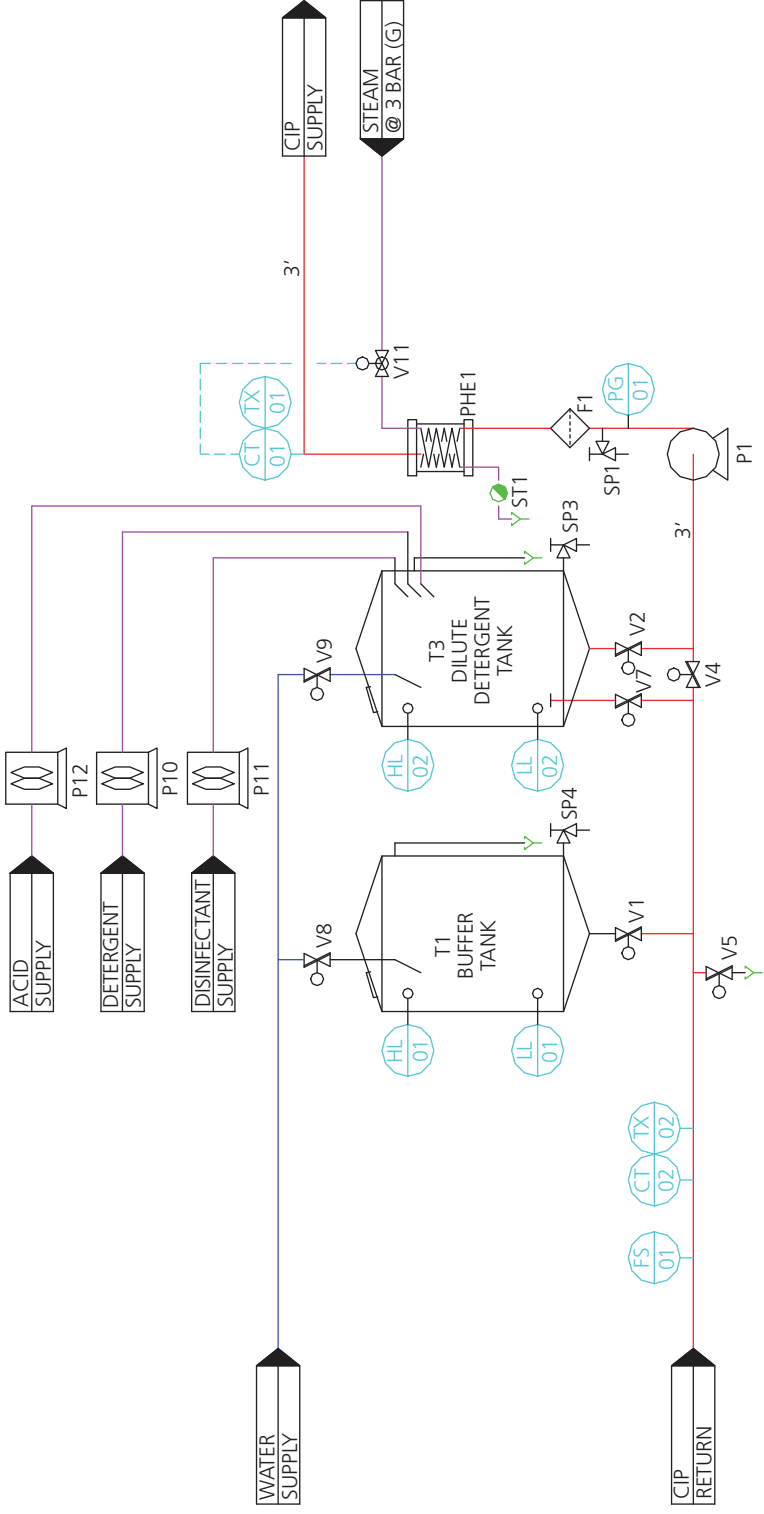 ACID
SUPPLY
P12
DETERGENT
SUPPLY
P10
DISINFECTANT
SUPPLY
P11
CIP
SUPPLY
STEAM
@ 3 BAR (G)
3'
CT
01
TX
01
V11
WATER
SUPPLY
V8
V9
HL
01
LL
01
T1
BUFFER
TANK
SP4
HL
02
LL
02
T3
DILUTE
DETERGENT
TANK
SP3
ST1
PHE1
F1
PG
01
SP1
P1
V1
V7
V2
V4
3'
V5
FS
01
CT
02
TX
02
CIP
RETURN